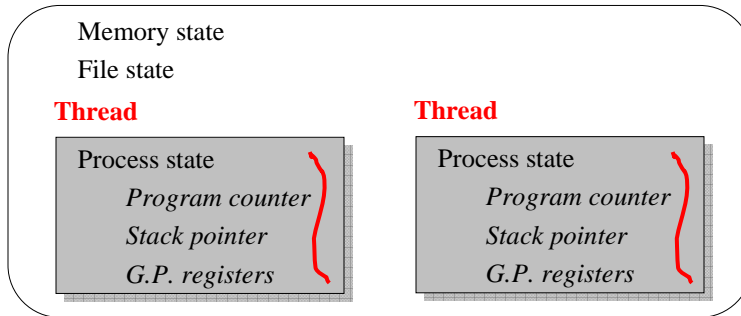 Memory state
File state
Thread
Process state
Program counter
Stack pointer
G.P. registers
Thread
Process state
Program counter
Stack pointer
G.P. registers